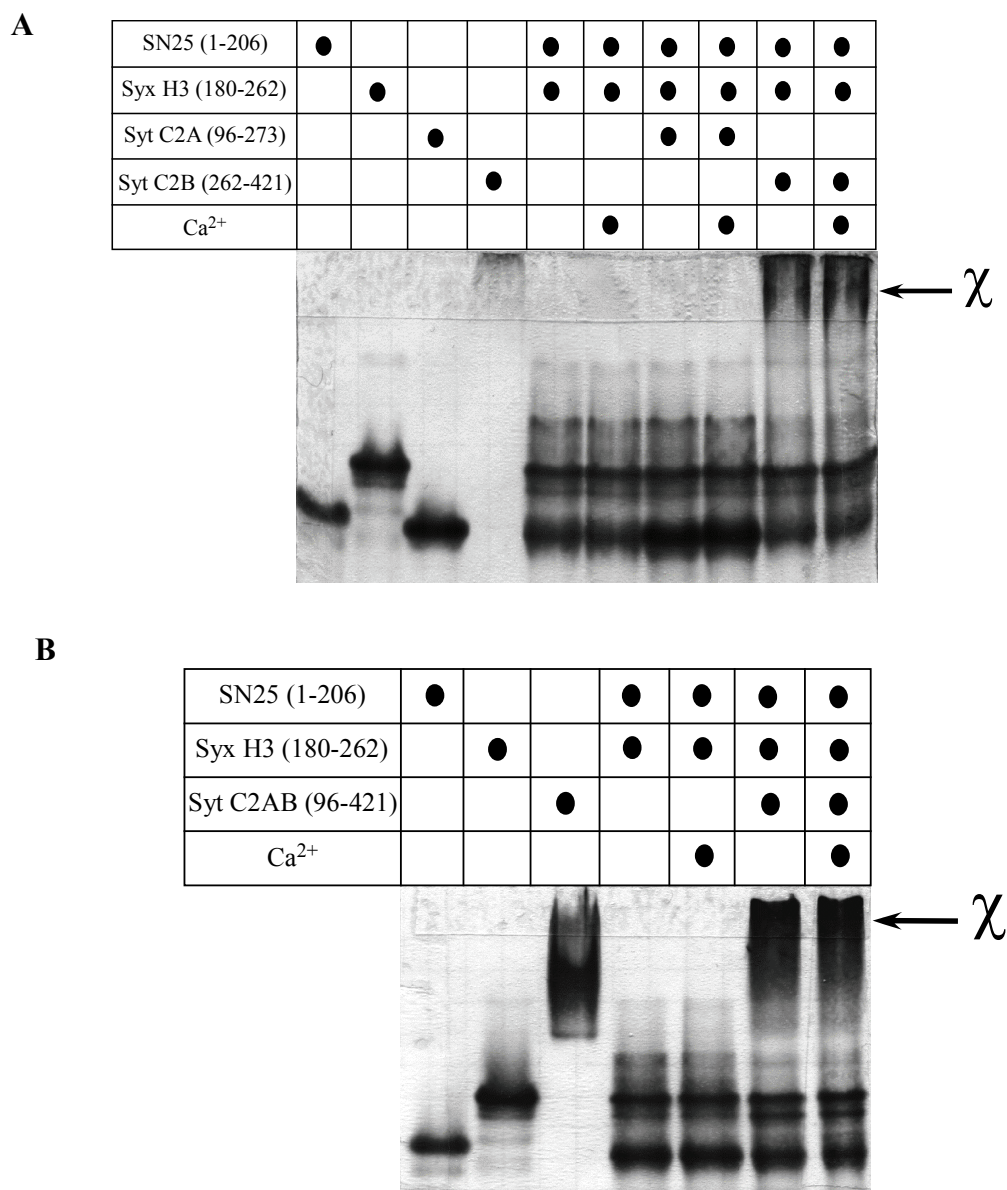 A
SN25 (1-206)
Syx H3 (180-262)
Syt C2A (96-273)
Syt C2B (262-421)
Ca²⁺
χ
B
SN25 (1-206)
Syx H3 (180-262)
Syt C2AB (96-421)
Ca²⁺
χ